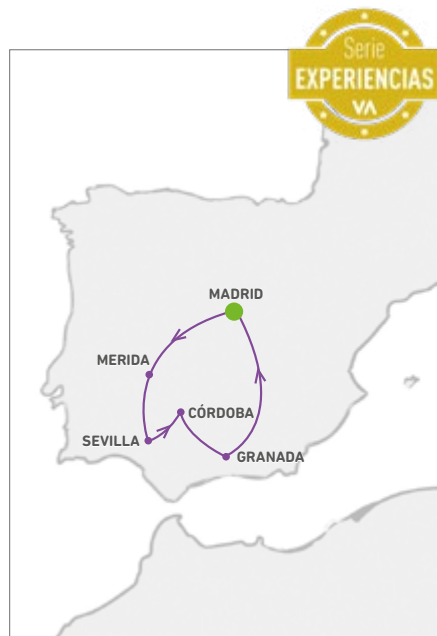 Serie
EXPERIENCIAS
VA
MADRID
MERIDA
CÓRDOBA
SEVILLA
GRANADA